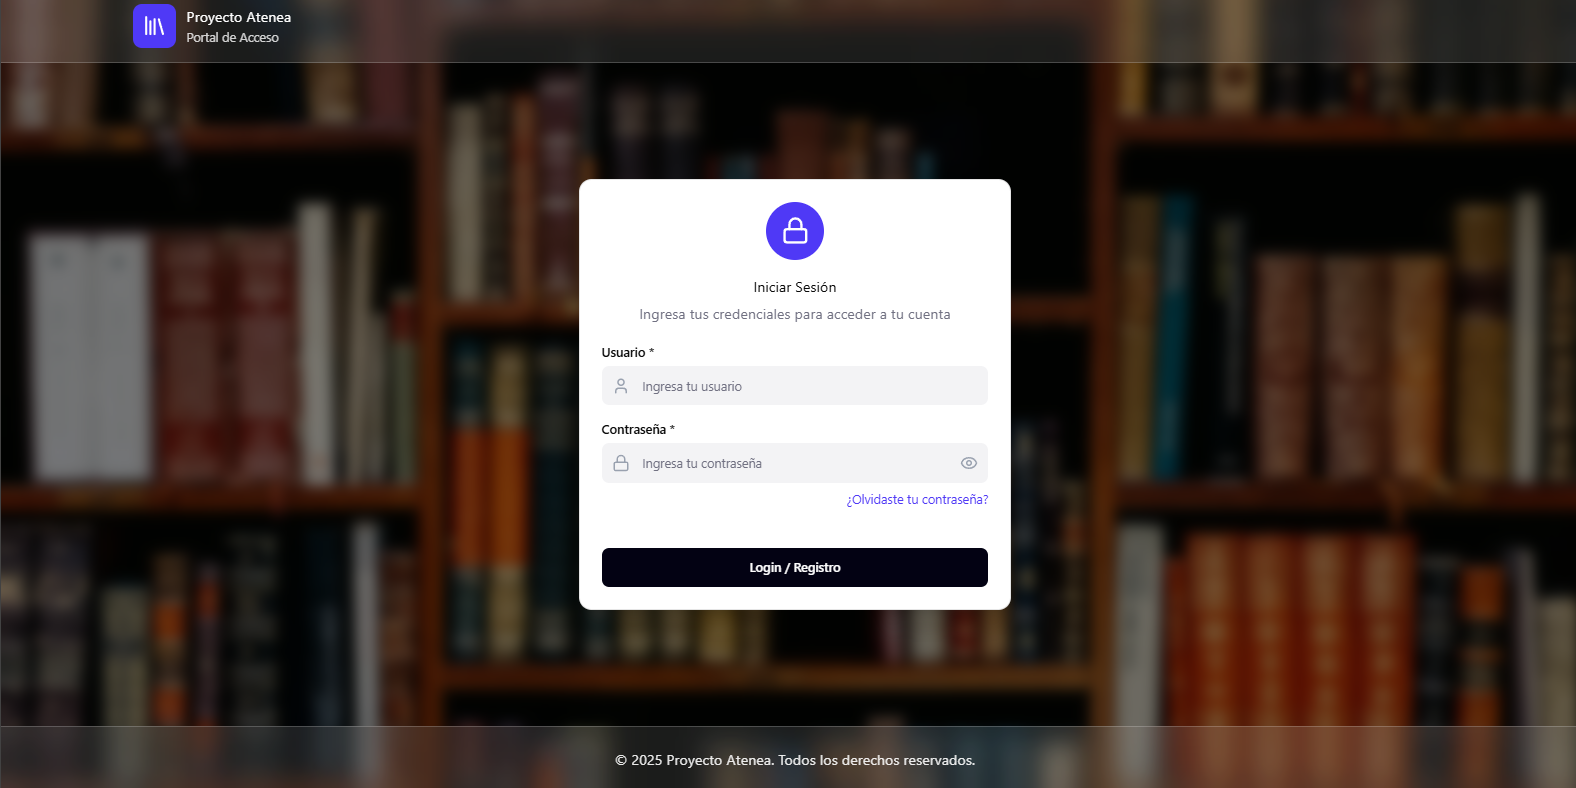 Proyecto Atenea
Portal de Acceso
Iniciar Sesión
Ingresa tus credenciales para acceder a tu cuenta
Usuario *
Ingresa tu usuario
Contraseña *
Ingresa tu contraseña
¿Olvidaste tu contraseña?
Login / Registro
© 2025 Proyecto Atenea. Todos los derechos reservados.